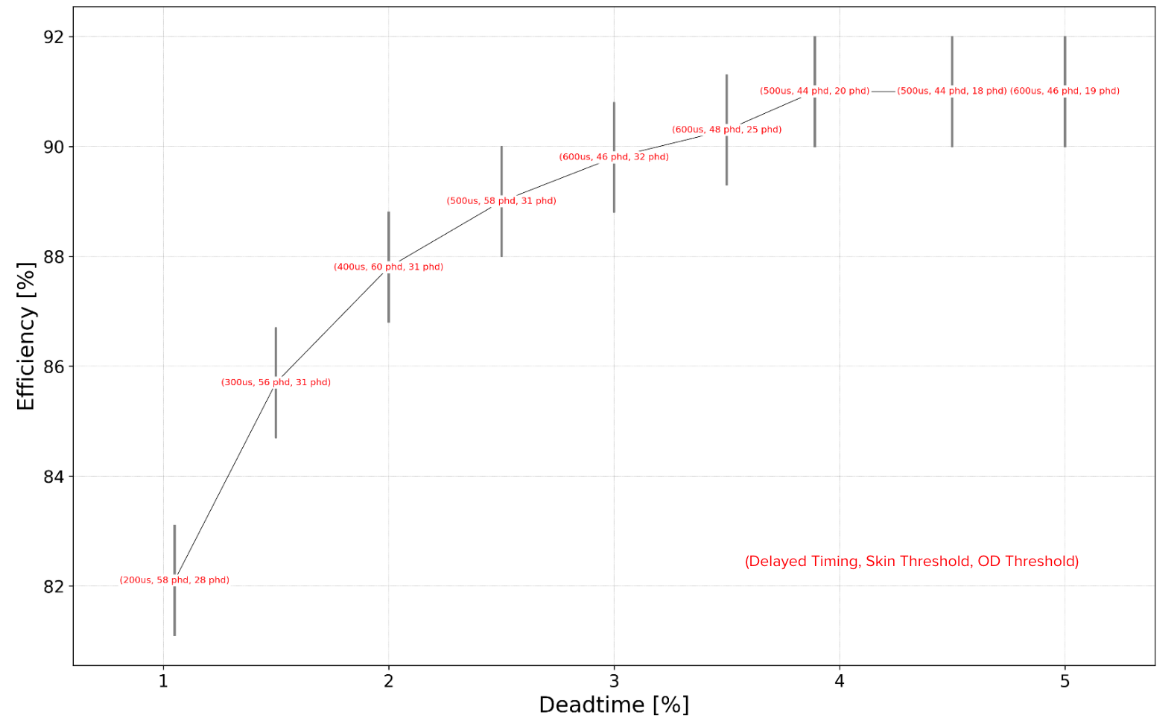 92
90
88
86
84
82
Efficiency [%]
(500us, 44 phd, 20 phd)
(500us, 44 phd, 18 phd)
(600us, 46 phd, 19 phd)
(600us, 48 phd, 25 phd)
(600us, 46 phd, 32 phd)
(500us, 58 phd, 31 phd)
(400us, 60 phd, 31 phd)
(300us, 56 phd, 31 phd)
(200us, 58 phd, 28 phd)
(Delayed Timing, Skin Threshold, OD Threshold)
1
2
3
4
5
Deadtime [%]